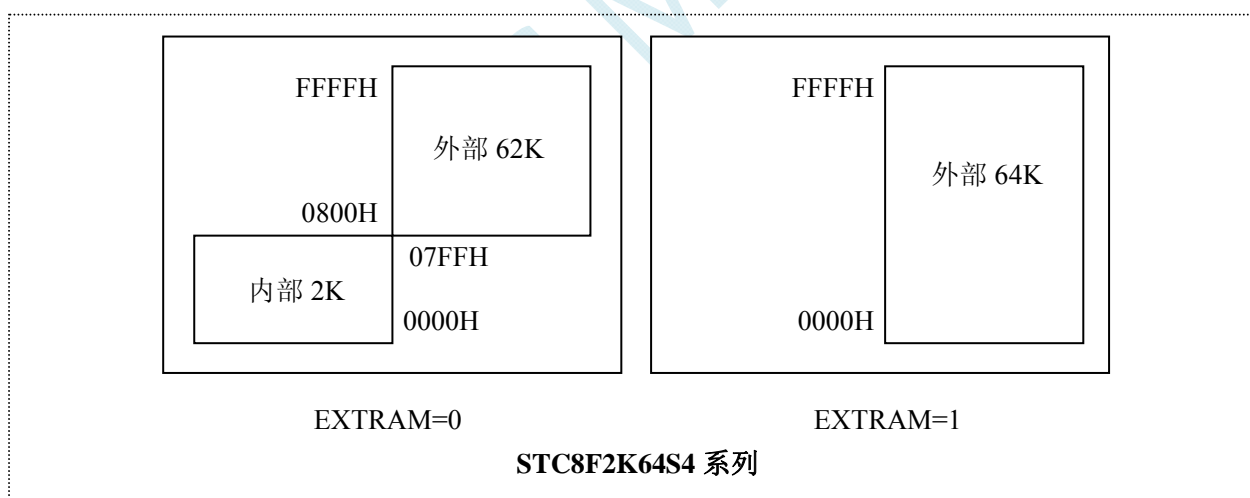 FFFFH
外部 62K
0800H
07FFH
内部 2K
0000H
EXTRAM=0
FFFFH
外部 64K
0000H
EXTRAM=1
STC8F2K64S4 系列